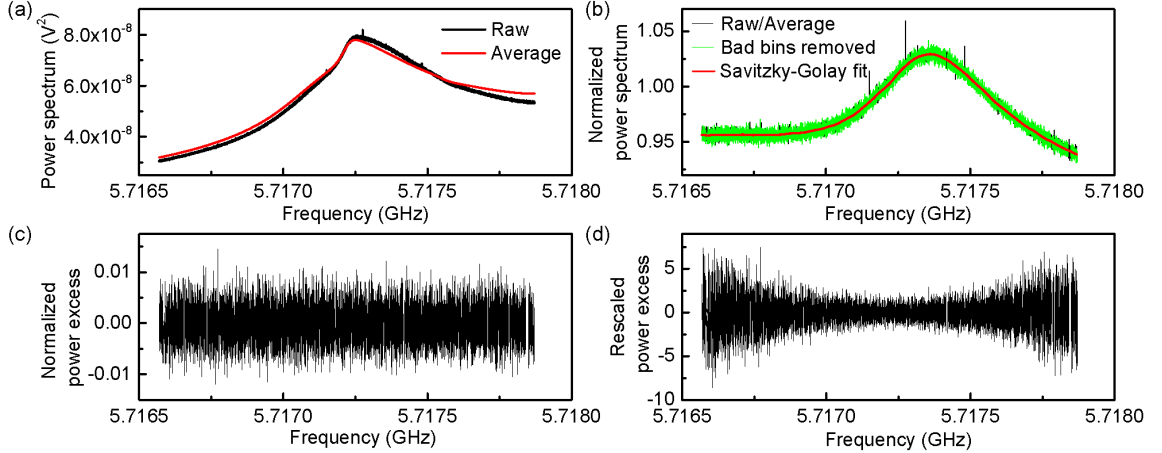 (a)
Power spectrum (V²)
8.0x10⁻⁸
6.0x10⁻⁸
4.0x10⁻⁸
Raw
Average
5.7165 5.7170 5.7175 5.7180
Frequency (GHz)
(b)
Normalized
power spectrum
1.05
1.00
0.95
Raw/Average
Bad bins removed
Savitzky-Golay fit
5.7165 5.7170 5.7175 5.7180
Frequency (GHz)
(c)
Normalized
power excess
0.01
0.00
-0.01
5.7165 5.7170 5.7175 5.7180
Frequency (GHz)
(d)
Rescaled
power excess
5
0
-5
-10
5.7165 5.7170 5.7175 5.7180
Frequency (GHz)